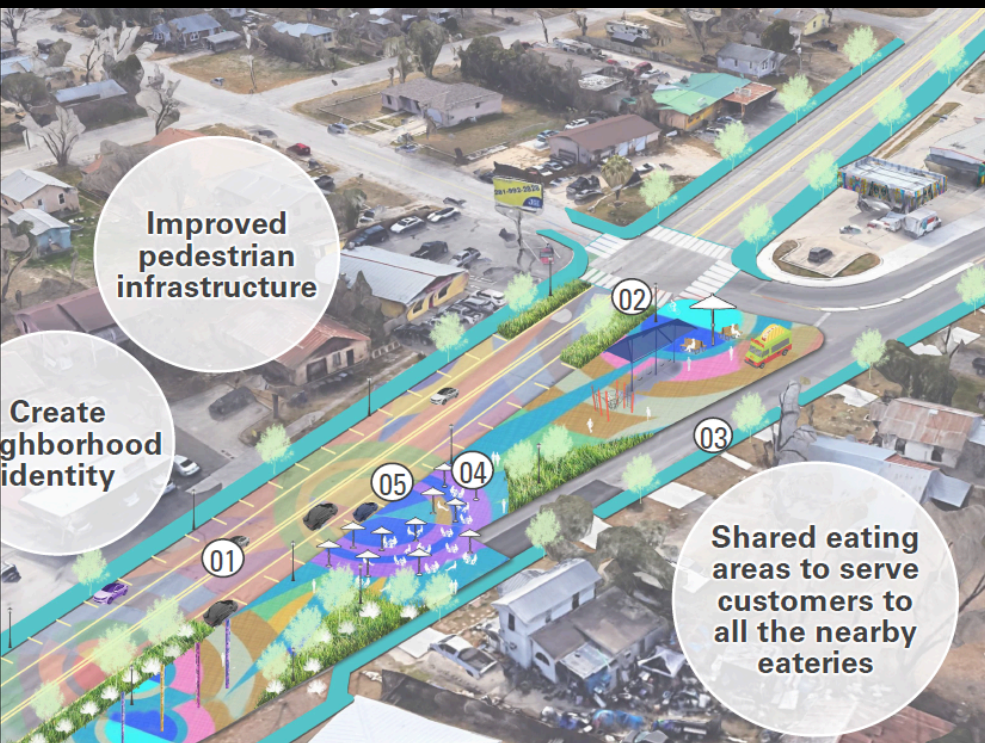 Improved
pedestrian
infrastructure
02
Create
ghborhood
identity
03
04
05
01
Shared eating
areas to serve
customers to
all the nearby
eateries